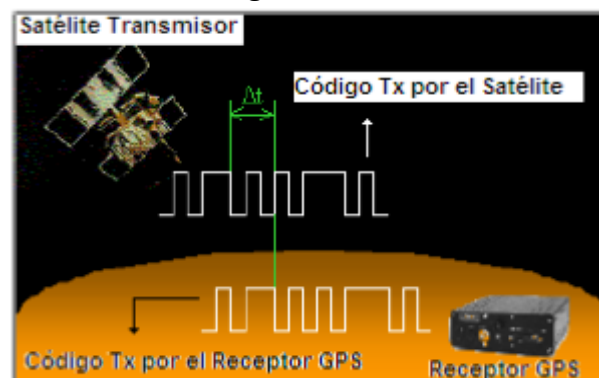 Satélite Transmisor
Código Tx por el Satélite
Δt
Código Tx por el Receptor GPS
Receptor GPS